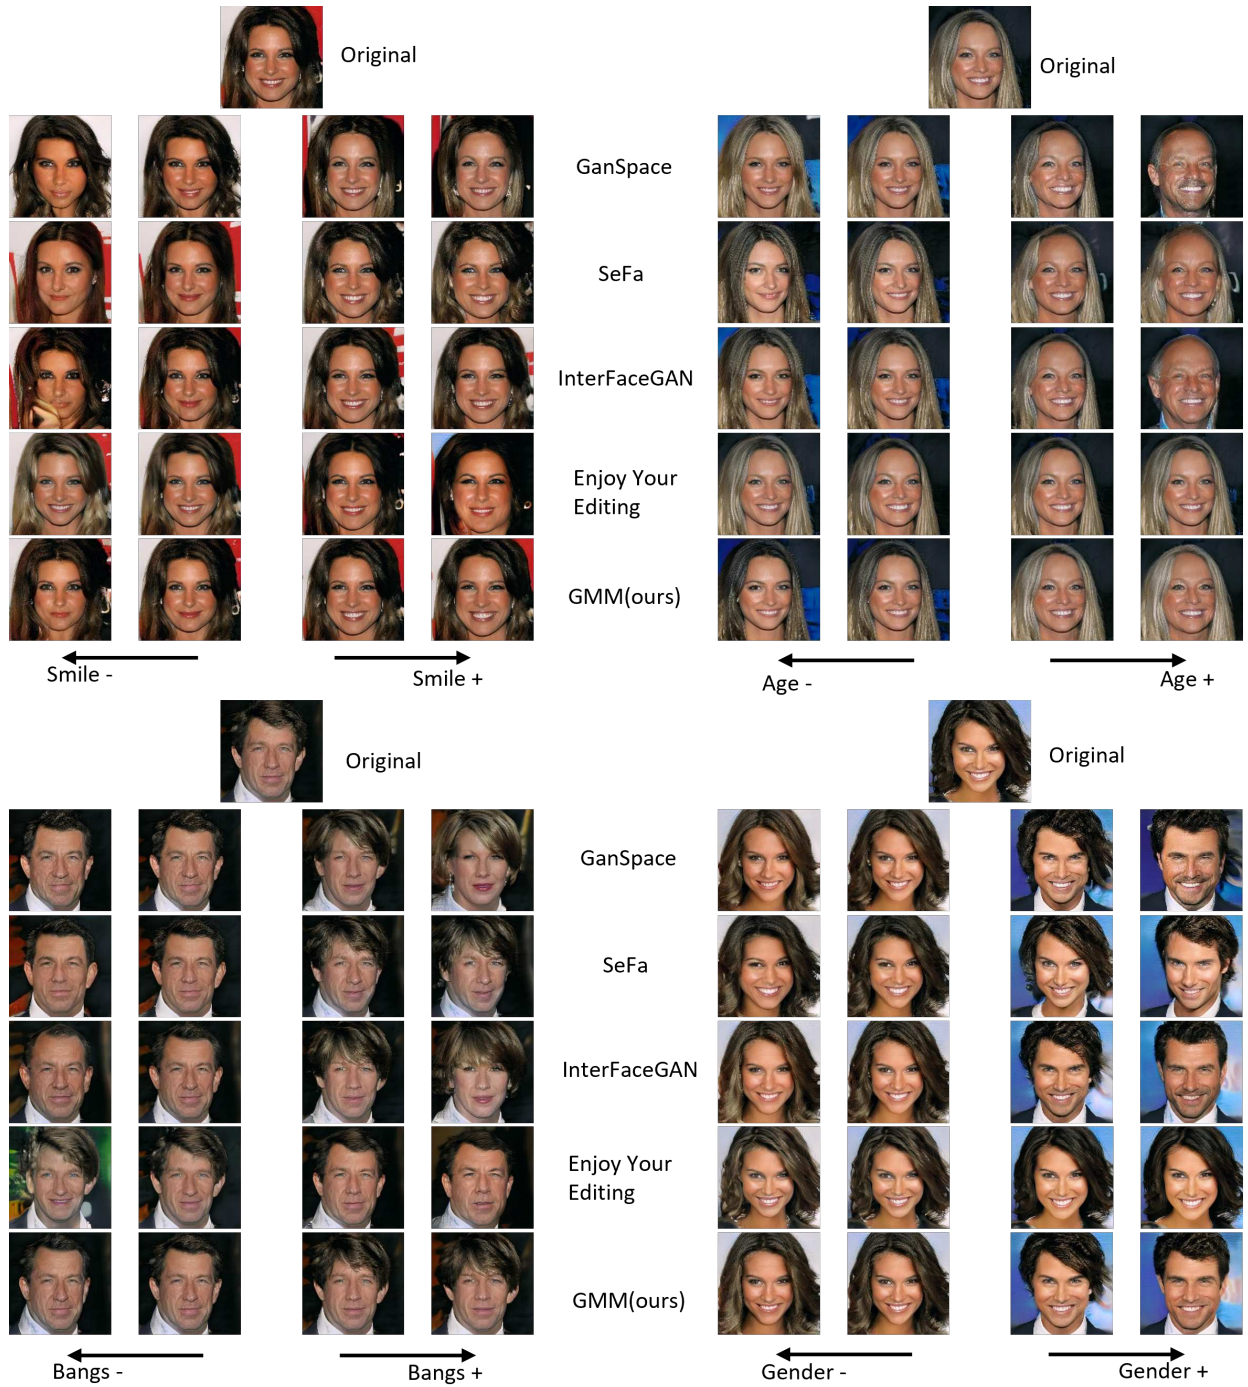 Original
Original
GanSpace
SeFa
InterFaceGAN
Enjoy Your
Editing
GMM(ours)
Smile -
Smile +
Age -
Age +
Original
Original
GanSpace
SeFa
InterFaceGAN
Enjoy Your
Editing
GMM(ours)
Bangs -
Bangs +
Gender -
Gender +